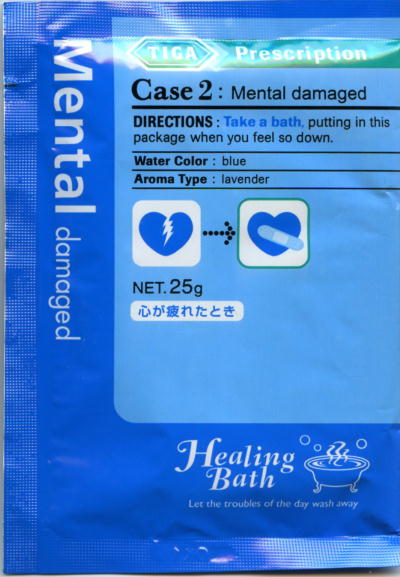 TIGA Prescription
Case 2 : Mental damaged
DIRECTIONS : Take a bath, putting in this
package when you feel so down.
Water Color : blue
Aroma Type : lavender
NET. 25g
心が疲れたとき
Mental damaged
Healing
Bath
Let the troubles of the day wash away